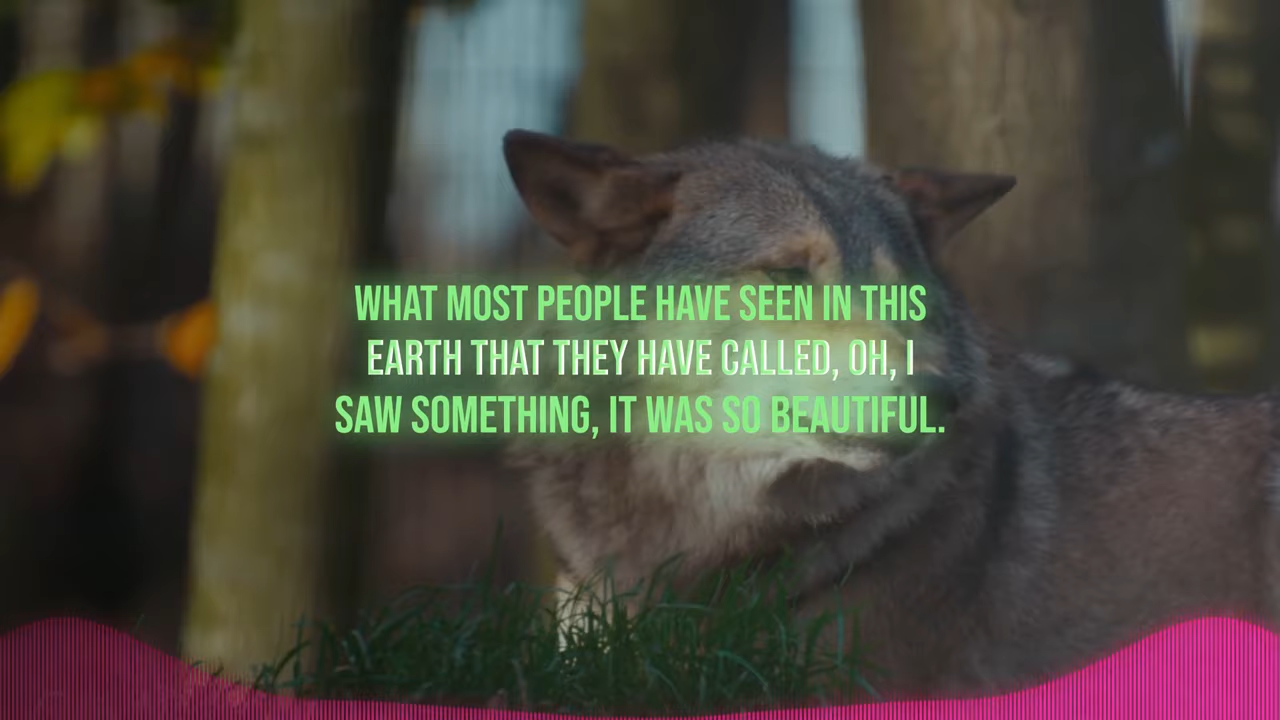 WHAT MOST PEOPLE HAVE SEEN IN THIS
EARTH THAT THEY HAVE CALLED, OH, I
SAW SOMETHING, IT WAS SO BEAUTIFUL.